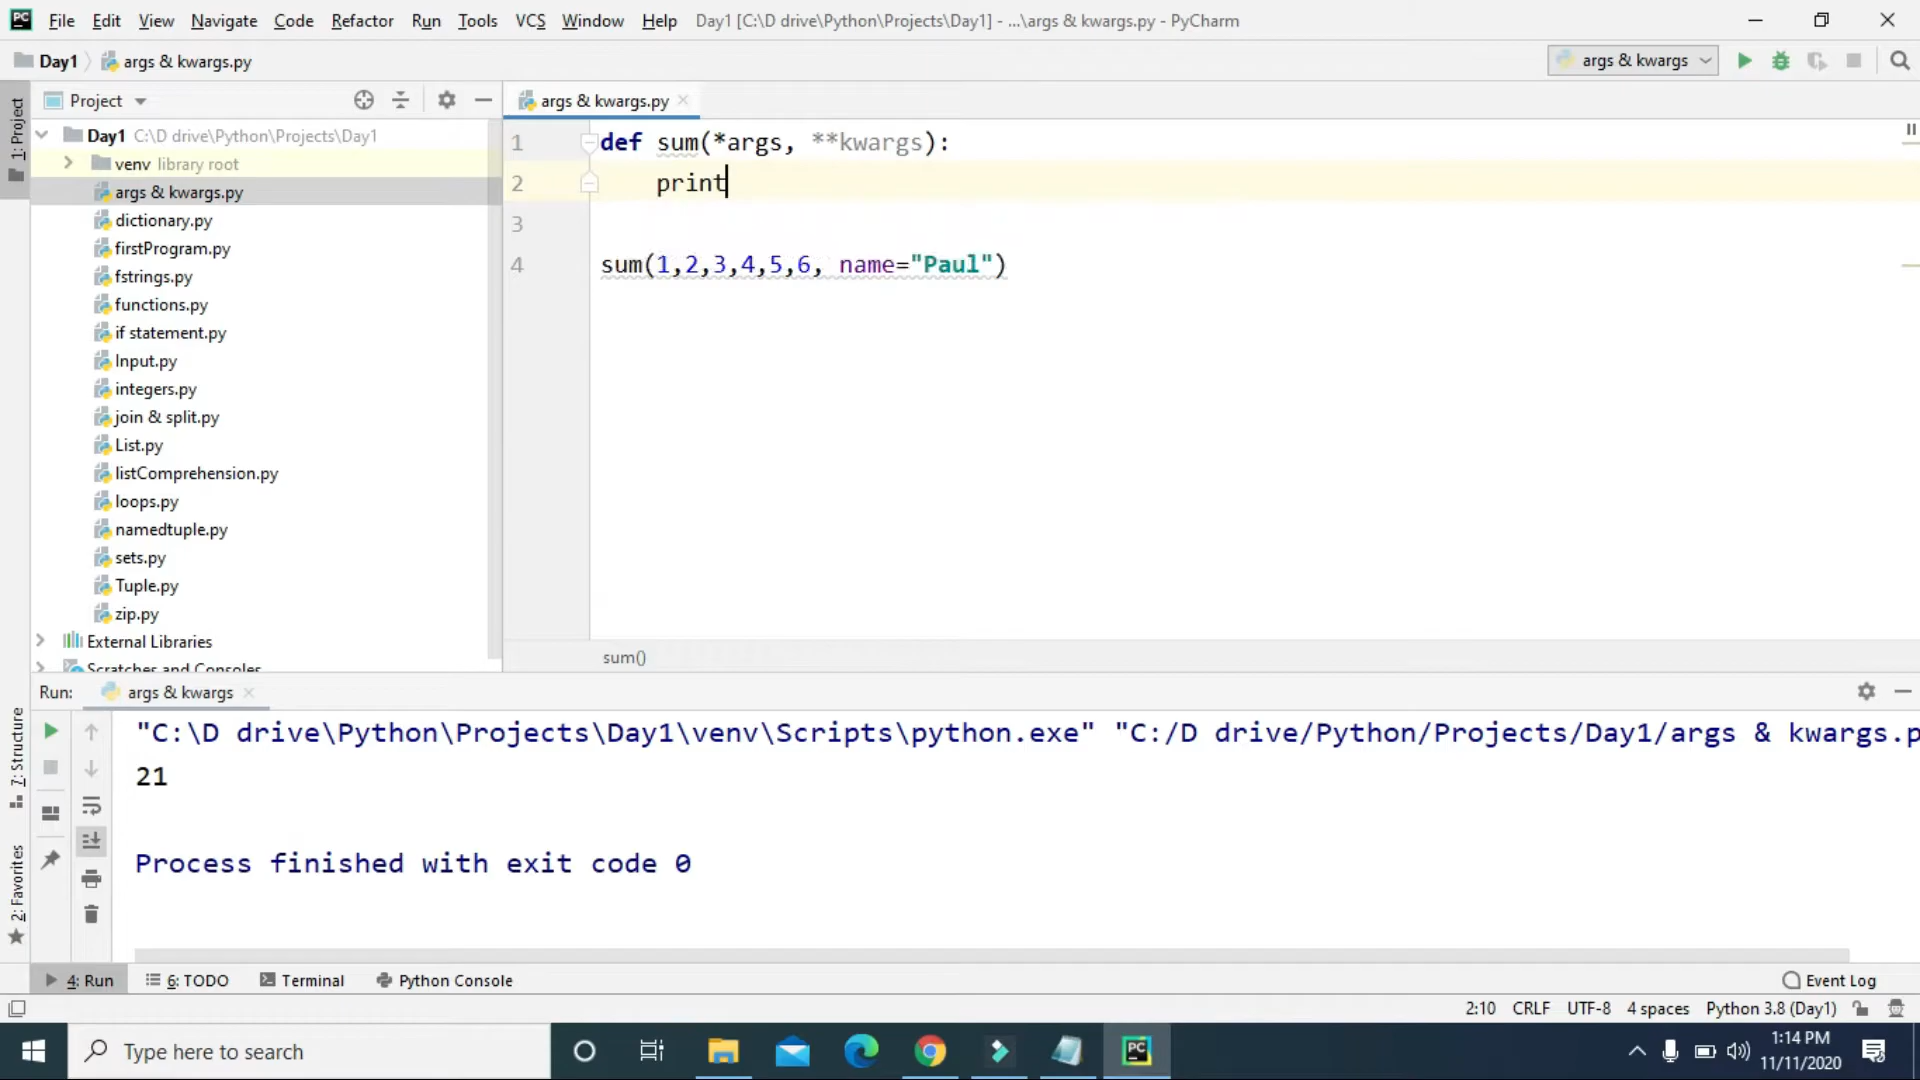 PC File Edit View Navigate Code Refactor Run Tools VCS Window Help Day1 [C:\D drive\Python\Projects\Day1] - ...\args & kwargs.py - PyCharm
Day1 args & kwargs.py args & kwargs
Project args & kwargs.py
1: Project
Day1 C:\D drive\Python\Projects\Day1
venv library root
args & kwargs.py
dictionary.py
firstProgram.py
fstrings.py
functions.py
if statement.py
Input.py
integers.py
join & split.py
List.py
listComprehension.py
loops.py
namedtuple.py
sets.py
Tuple.py
zip.py
External Libraries
Scratches and Consoles
1 def sum(*args, **kwargs):
2 print
3
4 sum(1,2,3,4,5,6, name="Paul")
sum()
Run: args & kwargs
7: Structure
2: Favorites
"C:\D drive\Python\Projects\Day1\venv\Scripts\python.exe" "C:/D drive/Python/Projects/Day1/args & kwargs.p
21
Process finished with exit code 0
4: Run 6: TODO Terminal Python Console Event Log
2:10 CRLF UTF-8 4 spaces Python 3.8 (Day1)
Type here to search PC 1:14 PM
11/11/2020